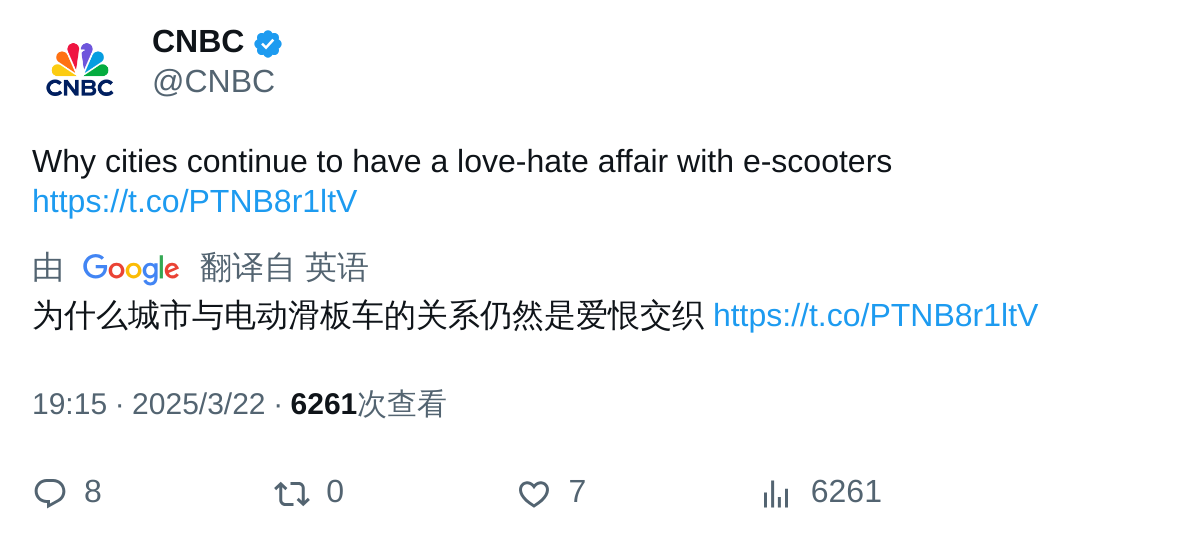 CNBC
CNBC
@CNBC
Why cities continue to have a love-hate affair with e-scooters
https://t.co/PTNB8r1ltV
由 Google 翻译自 英语
为什么城市与电动滑板车的关系仍然是爱恨交织 https://t.co/PTNB8r1ltV
19:15 · 2025/3/22 · 6261次查看
8 0 7 6261